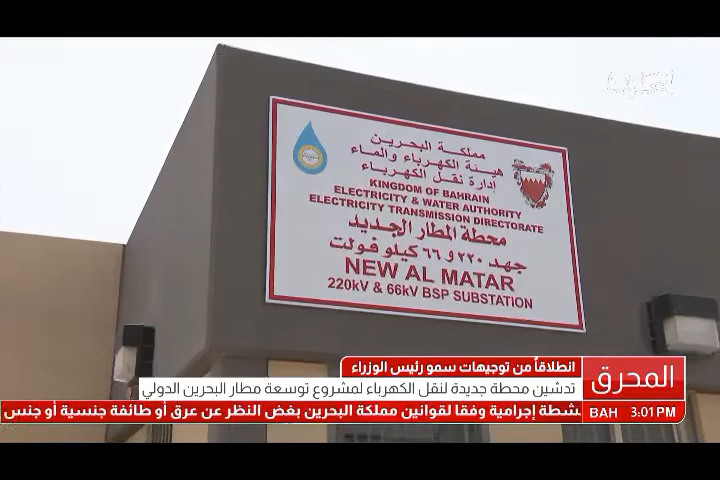 مملكة البحرين
هيئة الكهرباء والماء
إدارة نقل الكهرباء
KINGDOM OF BAHRAIN
ELECTRICITY & WATER AUTHORITY
ELECTRICITY TRANSMISSION DIRECTORATE
محطة المطار الجديد
جهد ٢٢٠ و ٦٦ كيلو فولت
NEW AL MATAR
220kV & 66kV BSP SUBSTATION
انطلاقاً من توجيهات سمو رئيس الوزراء
المحرق
تدشين محطة جديدة لنقل الكهرباء لمشروع توسعة مطار البحرين الدولي
BAH 3:01PM
شطة إجرامية وفقا لقوانين مملكة البحرين بغض النظر عن عرق أو طائفة جنسية أو جنس